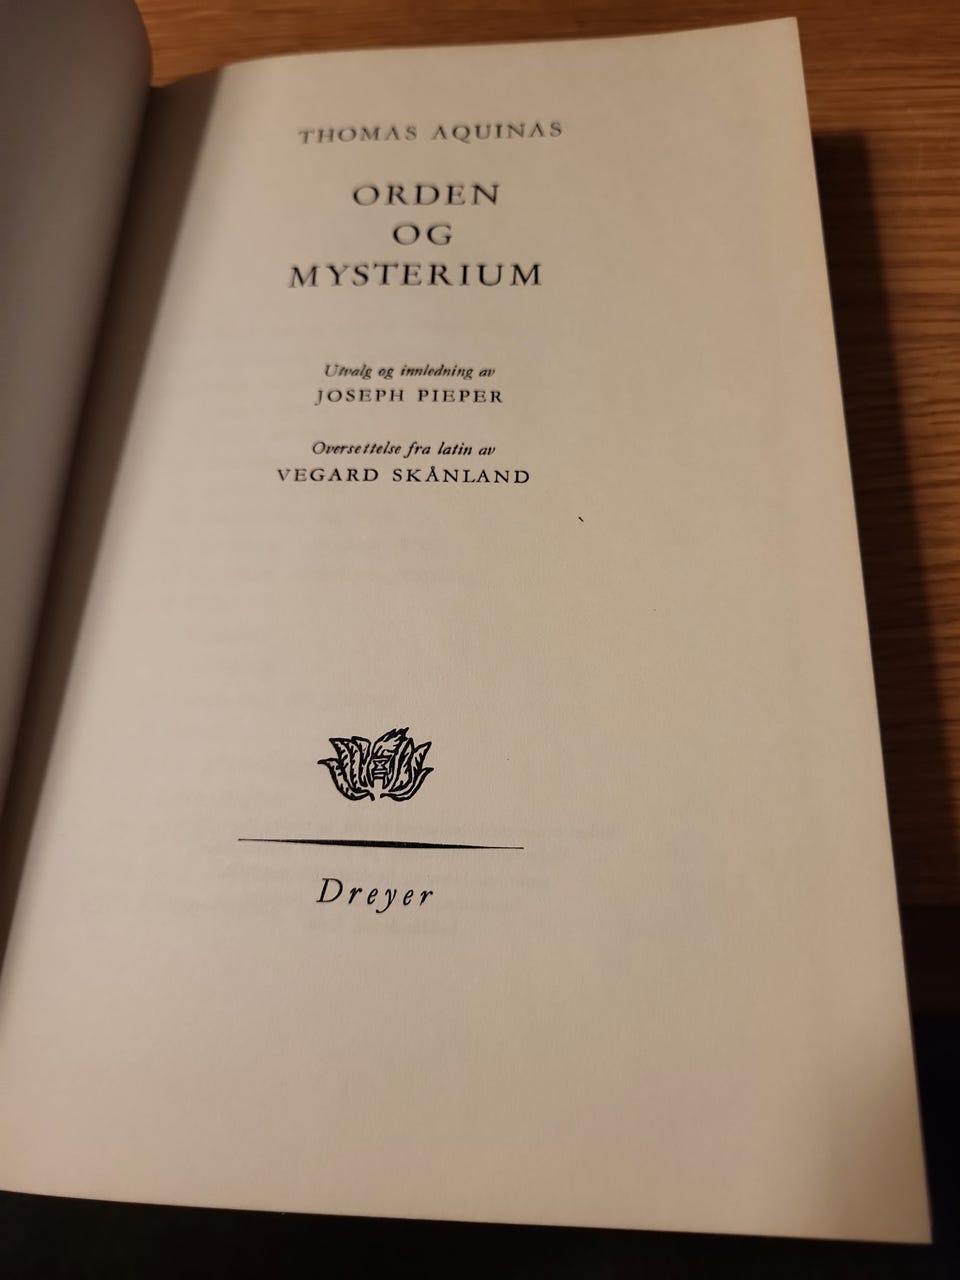 THOMAS AQUINAS
ORDEN
OG
MYSTERIUM
Utvalg og innledning av
JOSEPH PIEPER
Oversettelse fra latin av
VEGARD SKÅNLAND
Dreyer